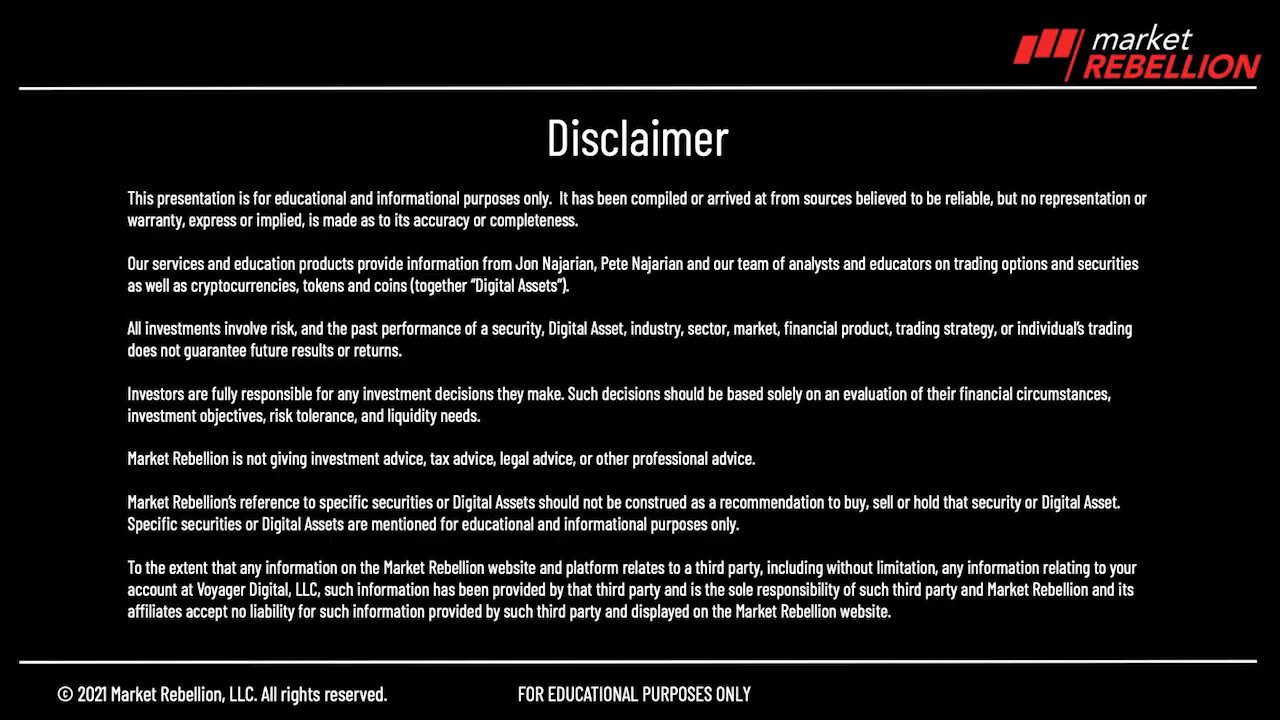 market
REBELLION
Disclaimer
This presentation is for educational and informational purposes only.  It has been compiled or arrived at from sources believed to be reliable, but no representation or
warranty, express or implied, is made as to its accuracy or completeness.
Our services and education products provide information from Jon Najarian, Pete Najarian and our team of analysts and educators on trading options and securities
as well as cryptocurrencies, tokens and coins (together “Digital Assets”).
All investments involve risk, and the past performance of a security, Digital Asset, industry, sector, market, financial product, trading strategy, or individual’s trading
does not guarantee future results or returns.
Investors are fully responsible for any investment decisions they make. Such decisions should be based solely on an evaluation of their financial circumstances,
investment objectives, risk tolerance, and liquidity needs.
Market Rebellion is not giving investment advice, tax advice, legal advice, or other professional advice.
Market Rebellion’s reference to specific securities or Digital Assets should not be construed as a recommendation to buy, sell or hold that security or Digital Asset.
Specific securities or Digital Assets are mentioned for educational and informational purposes only.
To the extent that any information on the Market Rebellion website and platform relates to a third party, including without limitation, any information relating to your
account at Voyager Digital, LLC, such information has been provided by that third party and is the sole responsibility of such third party and Market Rebellion and its
affiliates accept no liability for such information provided by such third party and displayed on the Market Rebellion website.
© 2021 Market Rebellion, LLC. All rights reserved.
FOR EDUCATIONAL PURPOSES ONLY